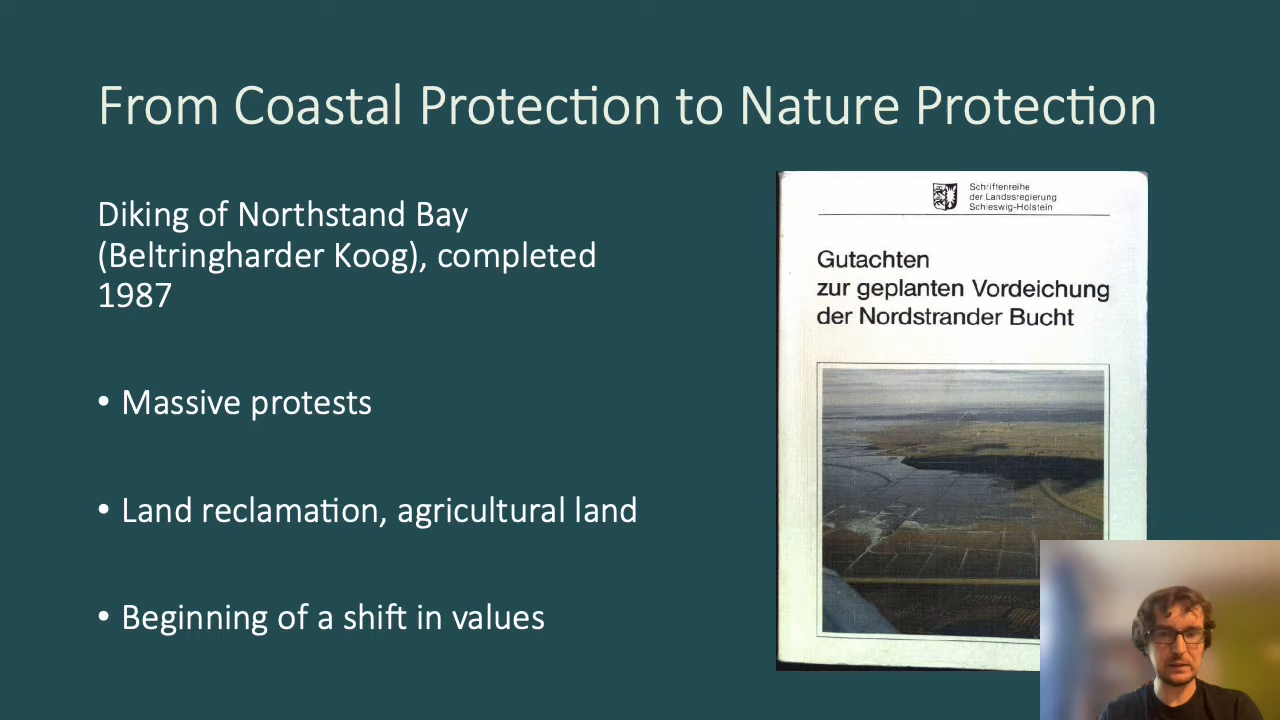 From Coastal Protection to Nature Protection
Diking of Northstand Bay
(Beltringharder Koog), completed
1987
• Massive protests
• Land reclamation, agricultural land
• Beginning of a shift in values
Schriftenreihe
der Landesregierung
Schleswig-Holstein
Gutachten
zur geplanten Vordeichung
der Nordstrander Bucht